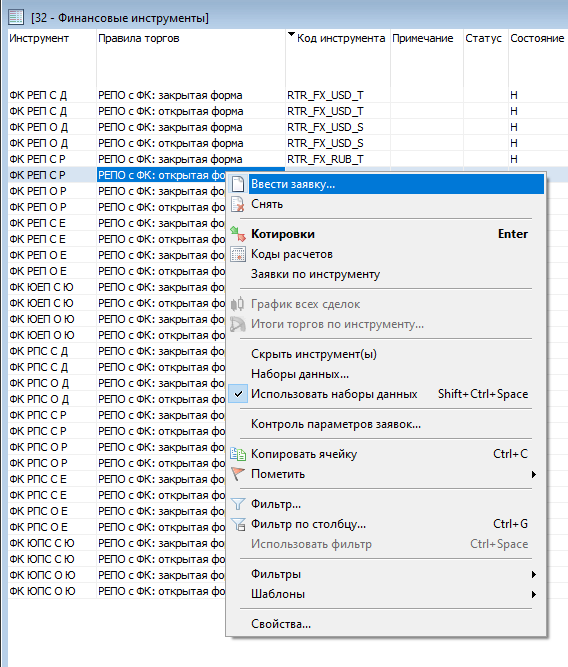 [32 - Финансовые инструменты]
Инструмент Правила торгов Код инструмента Примечание Статус Состояние
ФК РЕП С Д РЕПО с ФК: закрытая форма RTR_FX_USD_T Н
ФК РЕП С Д РЕПО с ФК: открытая форма RTR_FX_USD_T Н
ФК РЕП О Д РЕПО с ФК: закрытая форма RTR_FX_USD_S Н
ФК РЕП О Д РЕПО с ФК: открытая форма RTR_FX_USD_S Н
ФК РЕП С Р РЕПО с ФК: закрытая форма RTR_FX_RUB_T Н
ФК РЕП С Р РЕПО с ФК: открытая фо
ФК РЕП О Р РЕПО с ФК: закрытая фо
ФК РЕП О Р РЕПО с ФК: открытая фо
ФК РЕП С Е РЕПО с ФК: закрытая фо
ФК РЕП С Е РЕПО с ФК: открытая фо
ФК РЕП О Е РЕПО с ФК: закрытая фо
ФК РЕП О Е РЕПО с ФК: открытая фо
ФК ЮЕП С Ю РЕПО с ФК: закрытая фо
ФК ЮЕП С Ю РЕПО с ФК: открытая фо
ФК ЮЕП О Ю РЕПО с ФК: закрытая фо
ФК ЮЕП О Ю РЕПО с ФК: открытая фо
ФК РПС С Д РЕПО с ФК: закрытая фо
ФК РПС С Д РЕПО с ФК: открытая фо
ФК РПС О Д РЕПО с ФК: закрытая фо
ФК РПС О Д РЕПО с ФК: открытая фо
ФК РПС С Р РЕПО с ФК: закрытая фо
ФК РПС С Р РЕПО с ФК: открытая фо
ФК РПС О Р РЕПО с ФК: закрытая фо
ФК РПС О Р РЕПО с ФК: открытая фо
ФК РПС С Е РЕПО с ФК: закрытая фо
ФК РПС С Е РЕПО с ФК: открытая фо
ФК РПС О Е РЕПО с ФК: закрытая фо
ФК РПС О Е РЕПО с ФК: открытая фо
ФК ЮПС С Ю РЕПО с ФК: закрытая фо
ФК ЮПС С Ю РЕПО с ФК: открытая фо
ФК ЮПС О Ю РЕПО с ФК: закрытая фо
ФК ЮПС О Ю РЕПО с ФК: открытая фо
Ввести заявку...
Снять
Котировки Enter
Коды расчетов
Заявки по инструменту
График всех сделок
Итоги торгов по инструменту...
Скрыть инструмент(ы)
Наборы данных...
Использовать наборы данных Shift+Ctrl+Space
Контроль параметров заявок...
Копировать ячейку Ctrl+C
Пометить
Фильтр...
Фильтр по столбцу... Ctrl+G
Использовать фильтр Ctrl+Space
Фильтры
Шаблоны
Свойства...